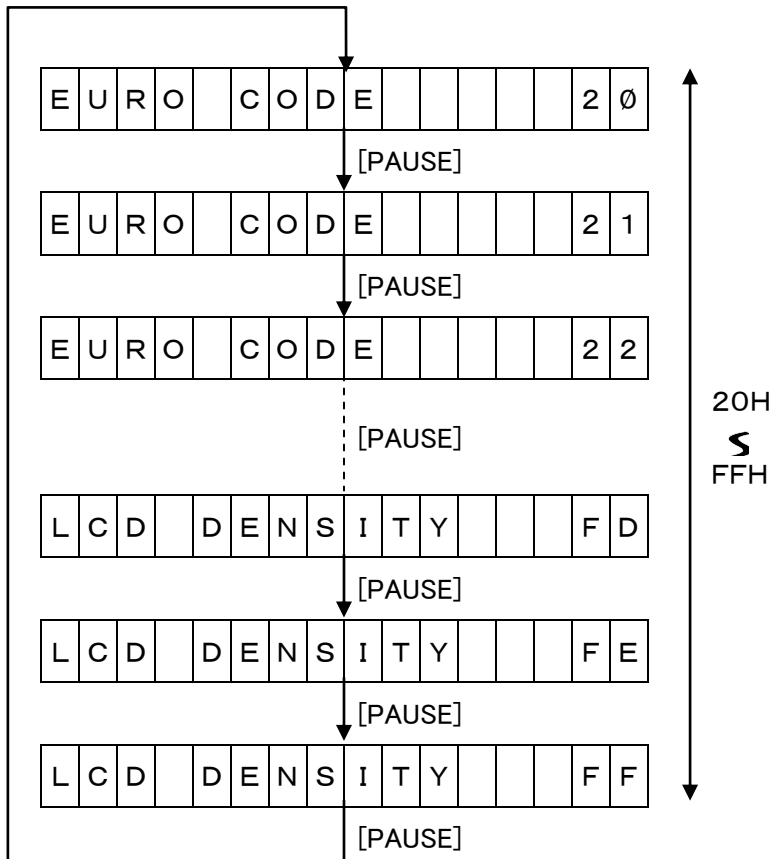 EURO CODE 2Ø
[PAUSE]
EURO CODE 21
[PAUSE]
EURO CODE 22
[PAUSE]
LCD DENSITY FD
[PAUSE]
LCD DENSITY FE
[PAUSE]
LCD DENSITY FF
[PAUSE]
20H
FFH